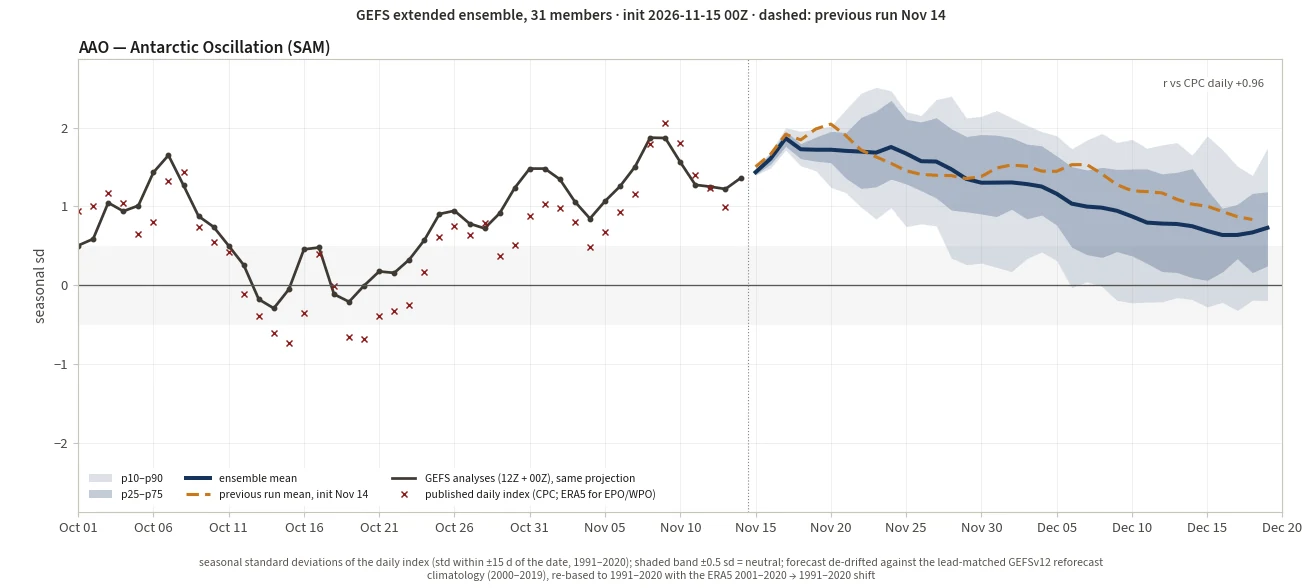 GEFS extended ensemble, 31 members · init 2026-11-15 00Z · dashed: previous run Nov 14
AAO — Antarctic Oscillation (SAM)
r vs CPC daily +0.96
seasonal sd
2
1
0
−1
−2
p10–p90
p25–p75
ensemble mean
previous run mean, init Nov 14
GEFS analyses (12Z + 00Z), same projection
published daily index (CPC; ERA5 for EPO/WPO)
Oct 01 Oct 06 Oct 11 Oct 16 Oct 21 Oct 26 Oct 31 Nov 05 Nov 10 Nov 15 Nov 20 Nov 25 Nov 30 Dec 05 Dec 10 Dec 15 Dec 20
seasonal standard deviations of the daily index (std within ±15 d of the date, 1991–2020); shaded band ±0.5 sd = neutral; forecast de-drifted against the lead-matched GEFSv12 reforecast
climatology (2000–2019), re-based to 1991–2020 with the ERA5 2001–2020 → 1991–2020 shift